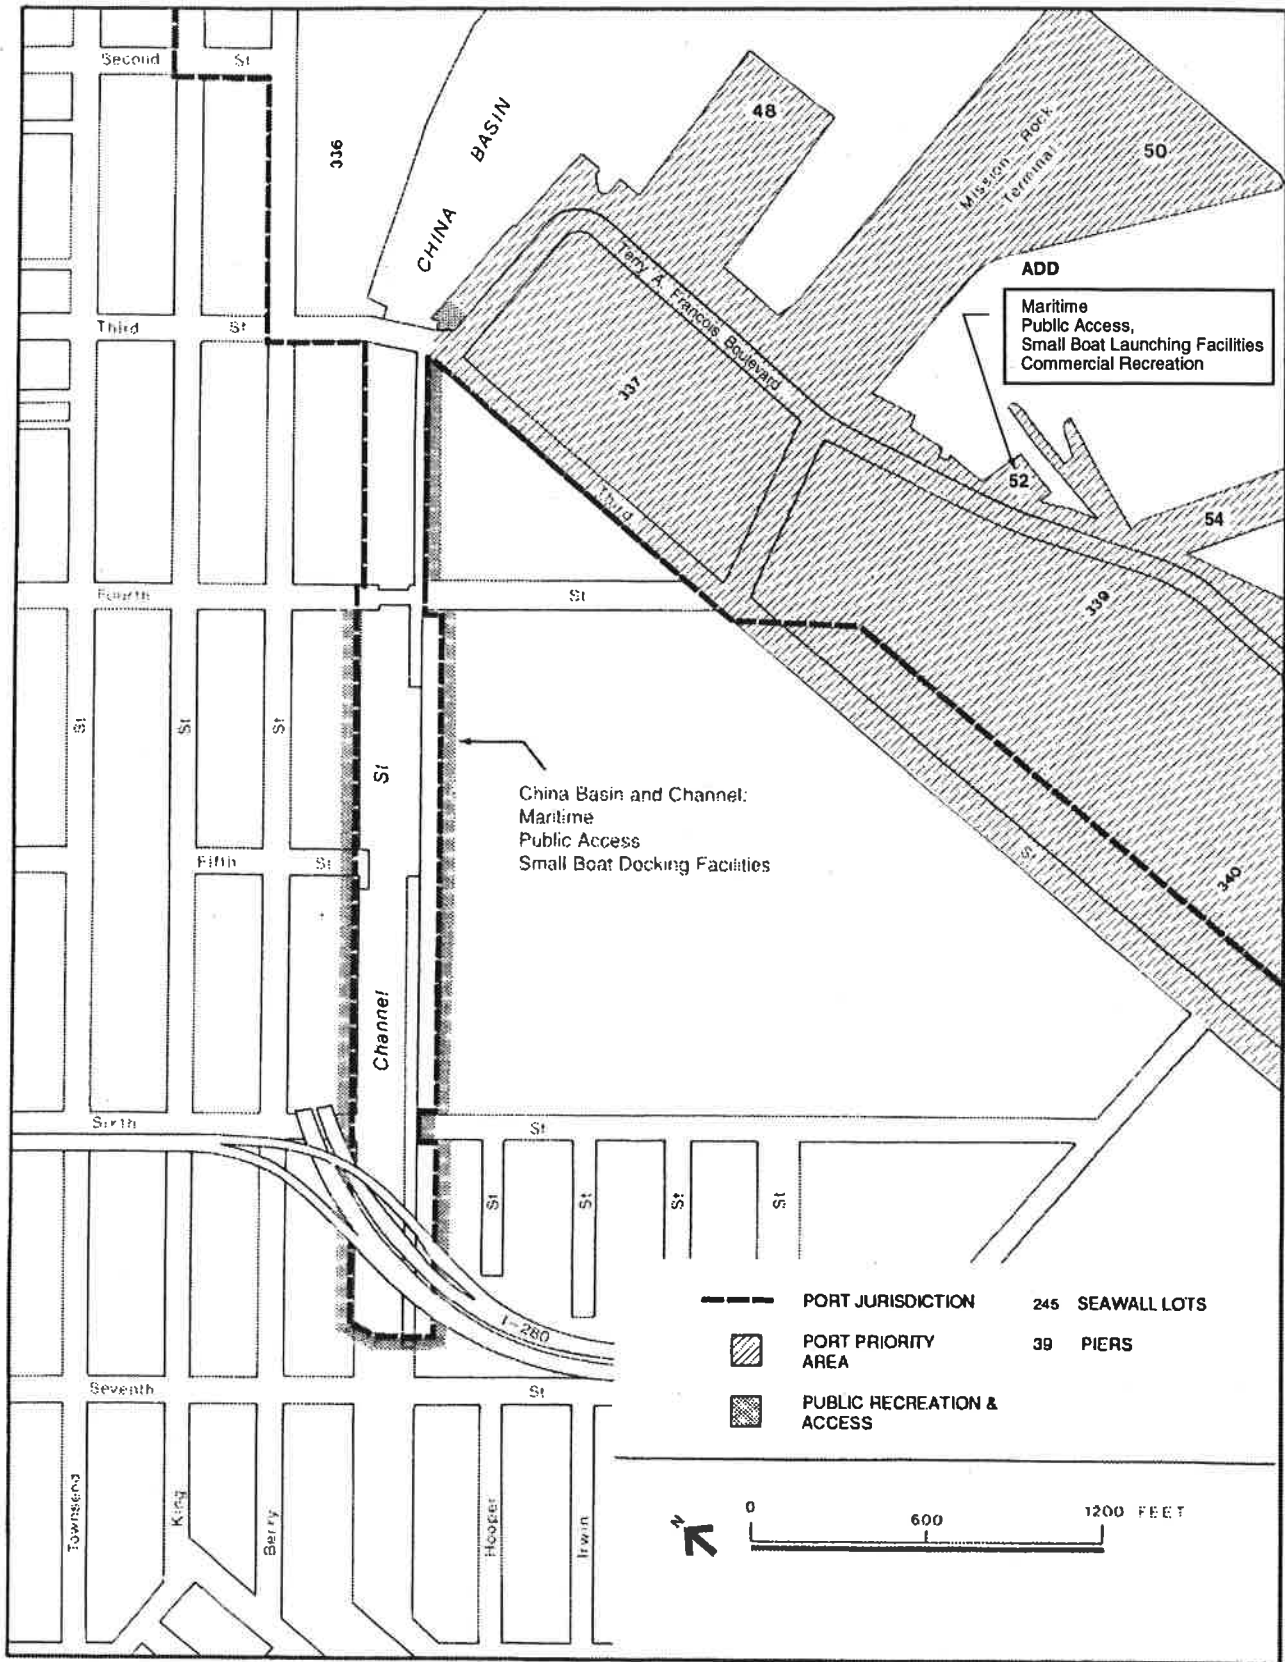 Second St
336
CHINA BASIN
48
Mission Rock
Terminal
50
ADD
Maritime
Public Access,
Small Boat Launching Facilities
Commercial Recreation
Third St
Terry A. Francois Boulevard
337
52
54
Third
Fourth St
339
St
St
St
St
St
China Basin and Channel:
Maritime
Public Access
Small Boat Docking Facilities
Fifth St
St
340
Channel
Sixth St
St
St
St
St
I-280
PORT JURISDICTION
245 SEAWALL LOTS
PORT PRIORITY
AREA
39 PIERS
PUBLIC RECREATION &
ACCESS
Seventh St
Townsend
King
Berry
Hooper
Irwin
N
0 600 1200 FEET